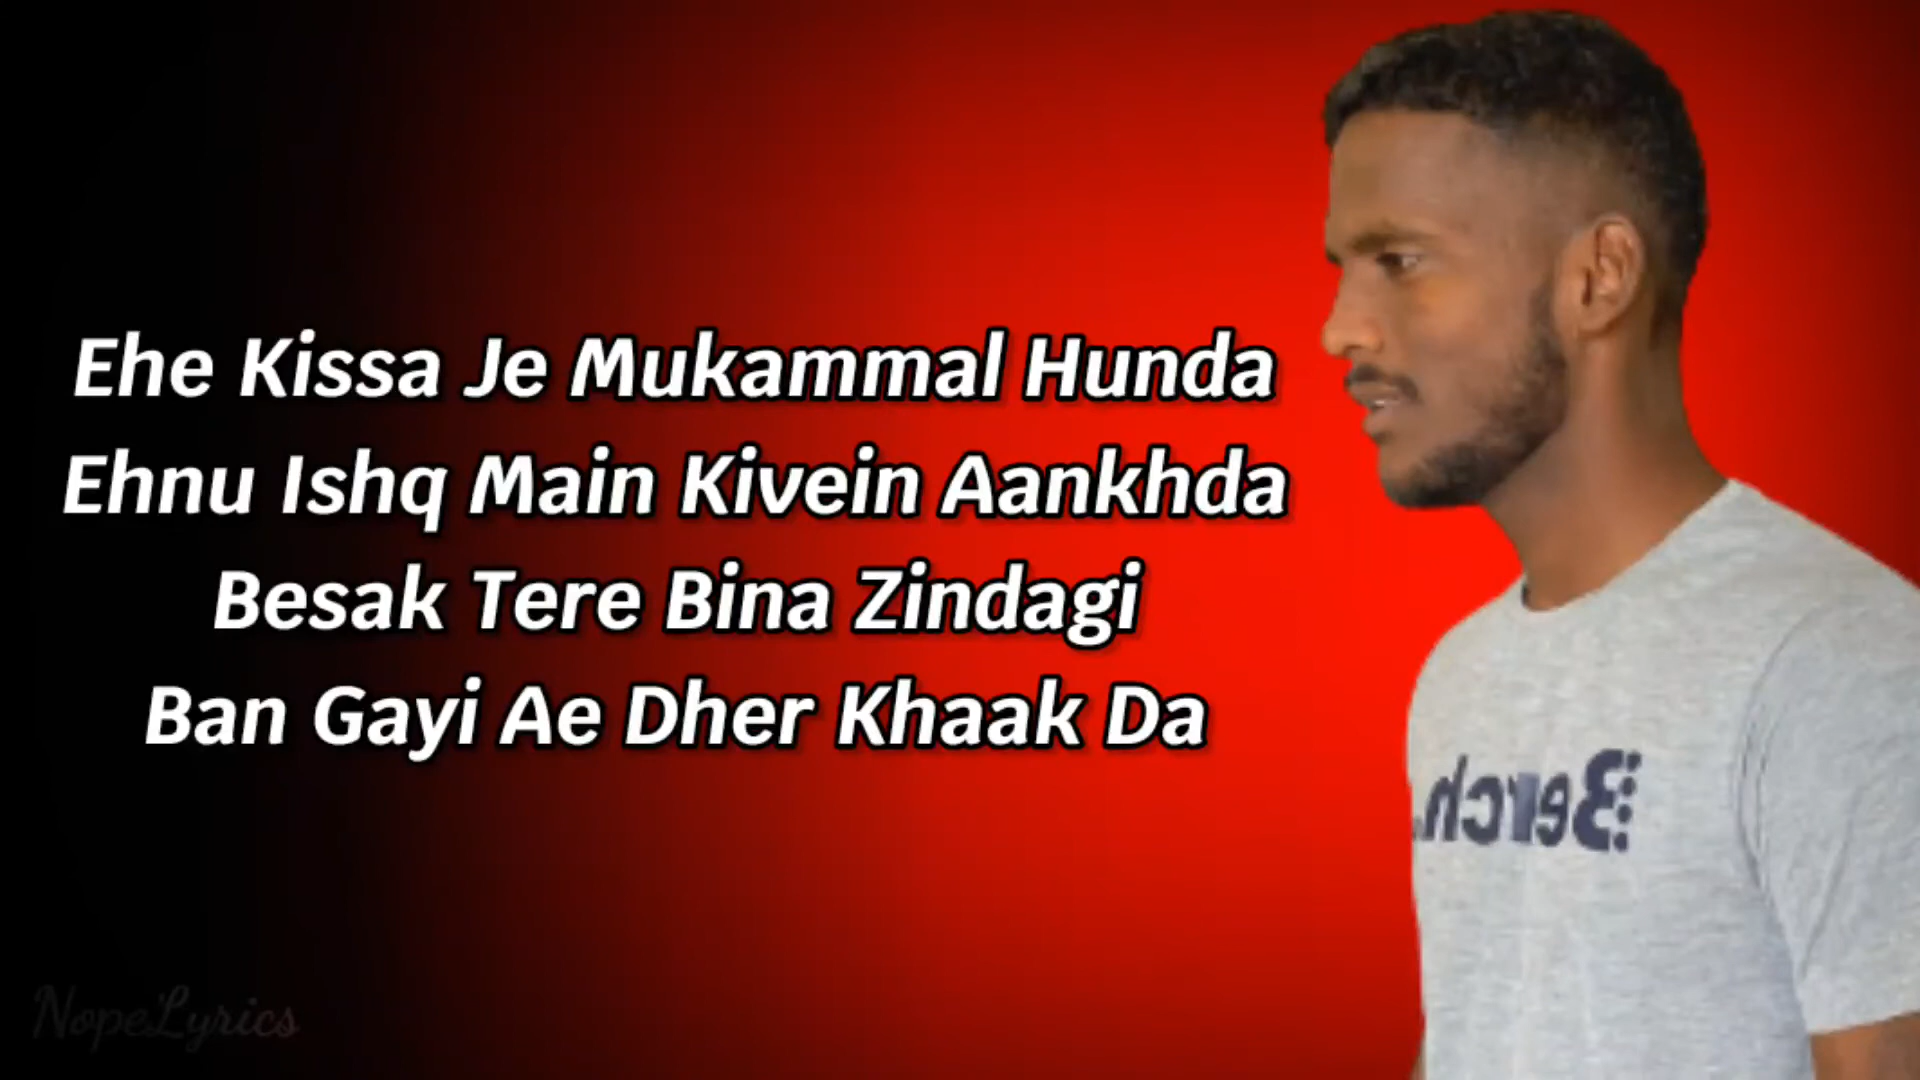 Ehe Kissa Je Mukammal Hunda
Ehnu Ishq Main Kivein Aankhda
Besak Tere Bina Zindagi
Ban Gayi Ae Dher Khaak Da
Berch.
NopeLyrics